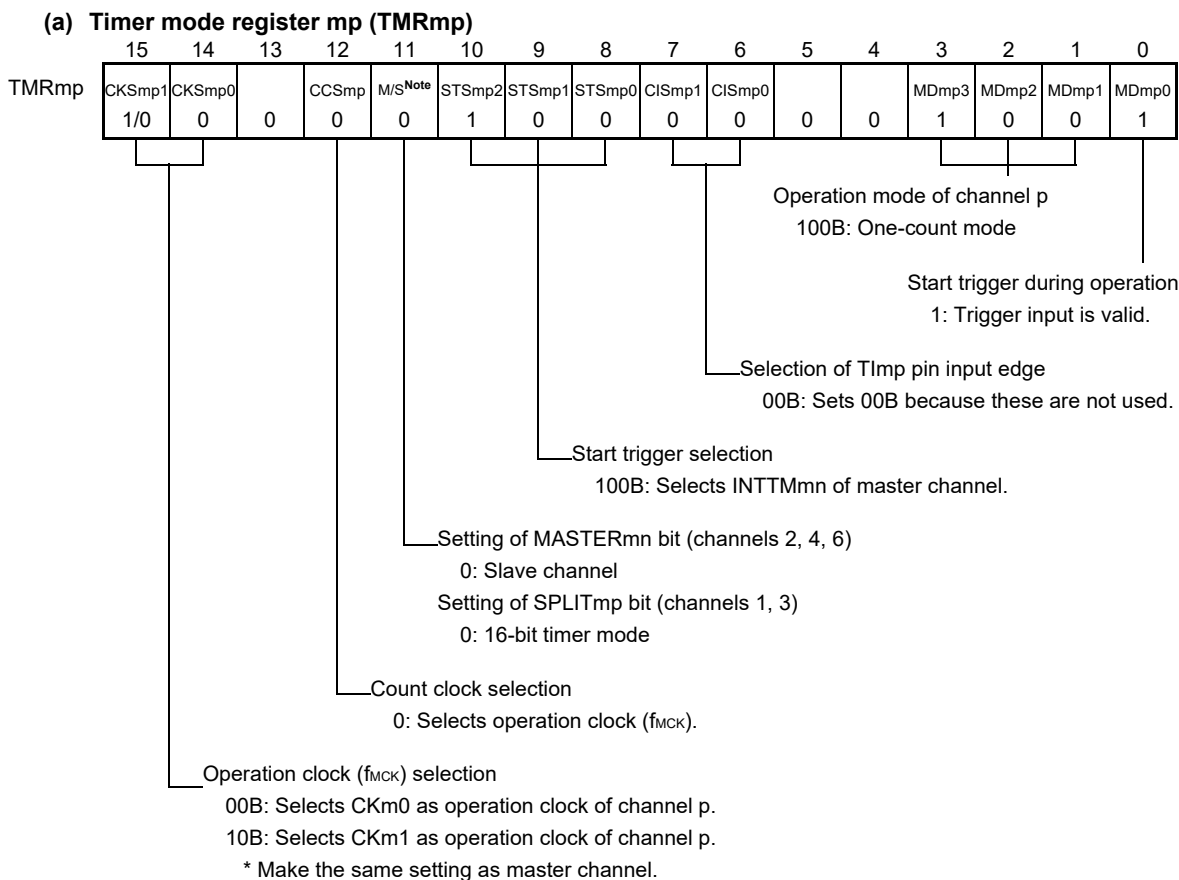 (a) Timer mode register mp (TMRmp)
15 14 13 12 11 10 9 8 7 6 5 4 3 2 1 0
TMRmp CKSmp1 CKSmp0 CCSmp M/SNote STSmp2 STSmp1 STSmp0 CISmp1 CISmp0 MDmp3 MDmp2 MDmp1 MDmp0
1/0 0 0 0 0 1 0 0 0 0 0 0 1 0 0 1
Operation mode of channel p
100B: One-count mode
Start trigger during operation
1: Trigger input is valid.
Selection of TImp pin input edge
00B: Sets 00B because these are not used.
Start trigger selection
100B: Selects INTTMmn of master channel.
Setting of MASTERmn bit (channels 2, 4, 6)
0: Slave channel
Setting of SPLITmp bit (channels 1, 3)
0: 16-bit timer mode
Count clock selection
0: Selects operation clock (fMCK).
Operation clock (fMCK) selection
00B: Selects CKm0 as operation clock of channel p.
10B: Selects CKm1 as operation clock of channel p.
* Make the same setting as master channel.